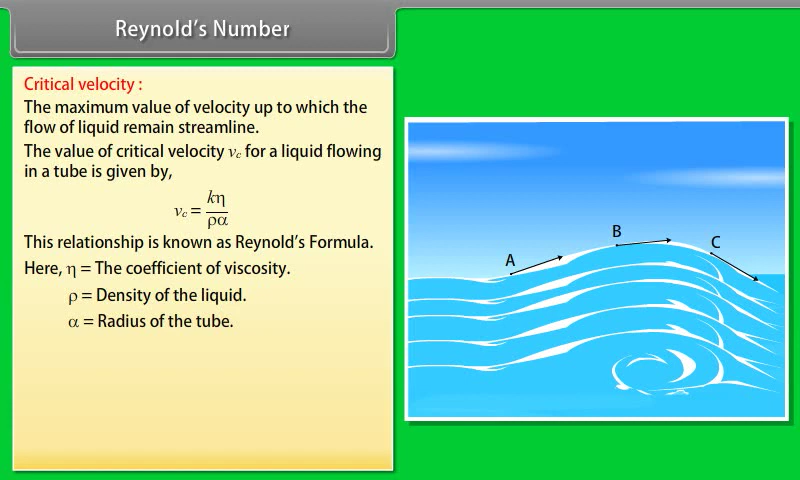 Reynold's Number
Critical velocity :
The maximum value of velocity up to which the
flow of liquid remain streamline.
The value of critical velocity v_c for a liquid flowing
in a tube is given by,
v_c = kη/ρα
This relationship is known as Reynold's Formula.
Here, η = The coefficient of viscosity.
ρ = Density of the liquid.
α = Radius of the tube.
A
B
C